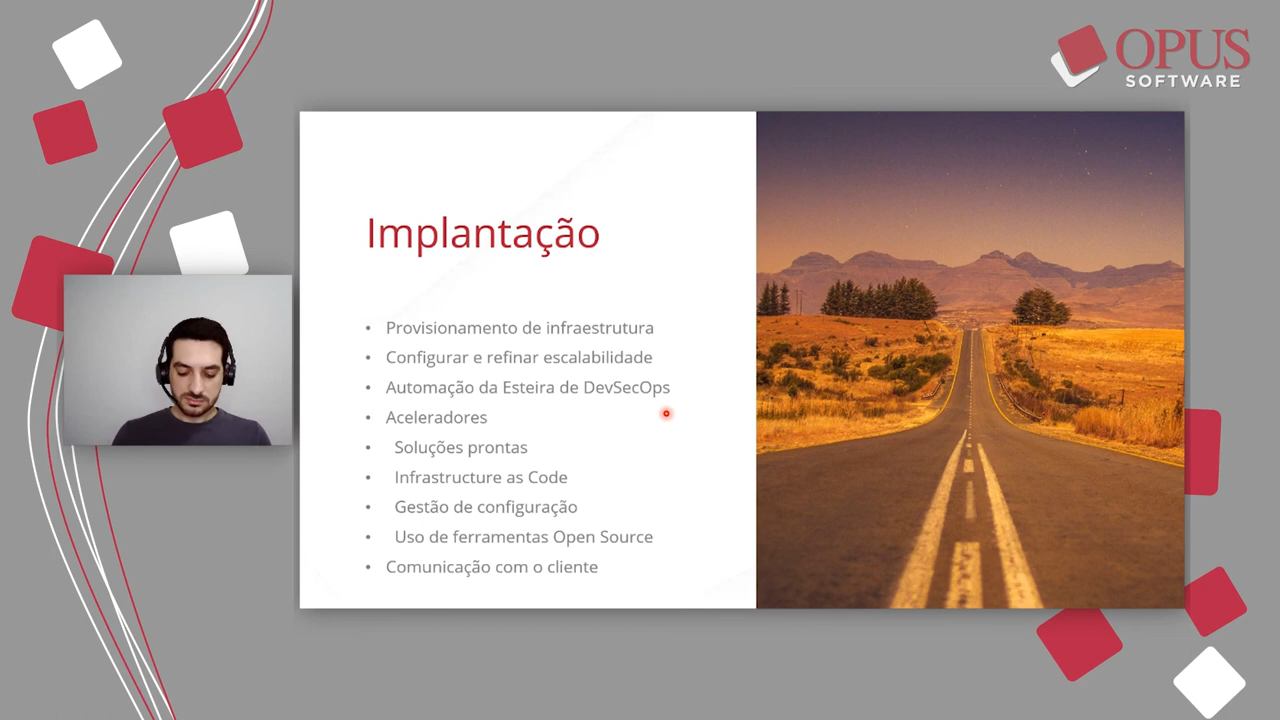 OPUS
SOFTWARE
Implantação
• Provisionamento de infraestrutura
• Configurar e refinar escalabilidade
• Automação da Esteira de DevSecOps
• Aceleradores
• Soluções prontas
• Infrastructure as Code
• Gestão de configuração
• Uso de ferramentas Open Source
• Comunicação com o cliente